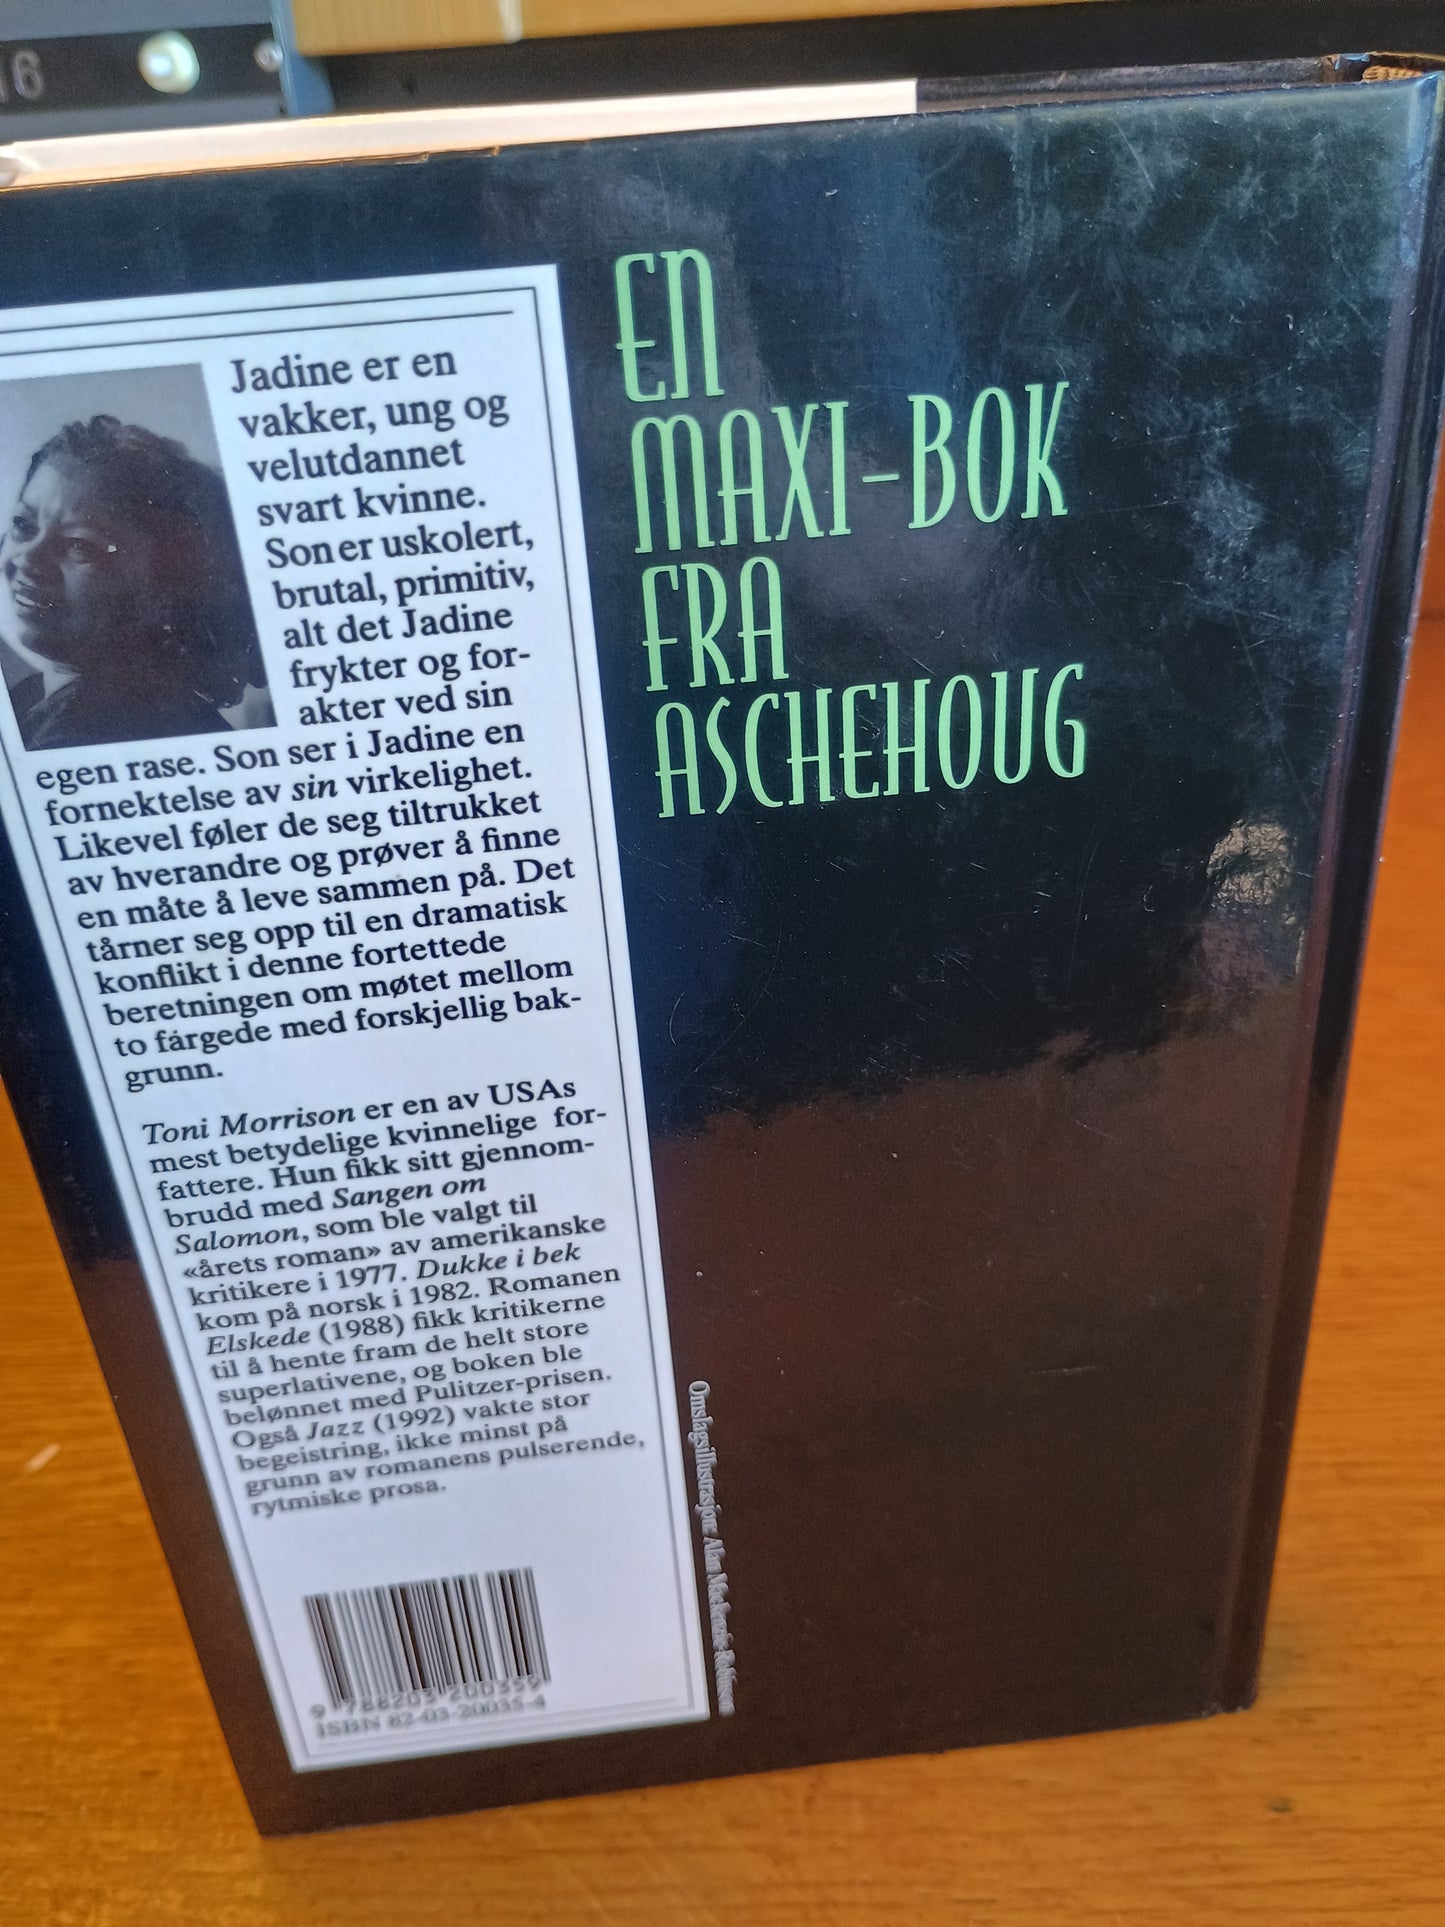 16
Jadine er en
vakker, ung og
velutdannet
svart kvinne.
Son er uskolert,
brutal, primitiv,
alt det Jadine
frykter og for-
akter ved sin
egen rase. Son ser i Jadine en
fornektelse av sin virkelighet.
Likevel føler de seg tiltrukket
av hverandre og prøver å finne
en måte å leve sammen på. Det
tårner seg opp til en dramatisk
konflikt i denne fortettede
beretningen om møtet mellom
to fargede med forskjellig bak-
grunn.
Toni Morrison er en av USAs
mest betydelige kvinnelige for-
fattere. Hun fikk sitt gjennom-
brudd med Sangen om
Salomon, som ble valgt til
«årets roman» av amerikanske
kritikere i 1977. Dukke i bek
kom på norsk i 1982. Romanen
Elskede (1988) fikk kritikerne
til å hente fram de helt store
superlativene, og boken ble
belønnet med Pulitzer-prisen.
Også Jazz (1992) vakte stor
begeistring, ikke minst på
grunn av romanens pulserende,
rytmiske prosa.
9 788203 200359
ISBN 82-03-20035-4
EN
MAXI-BOK
FRA
ASCHEHOUG
Omslagsillustrasjon: Alan Mackenzie-Robinson